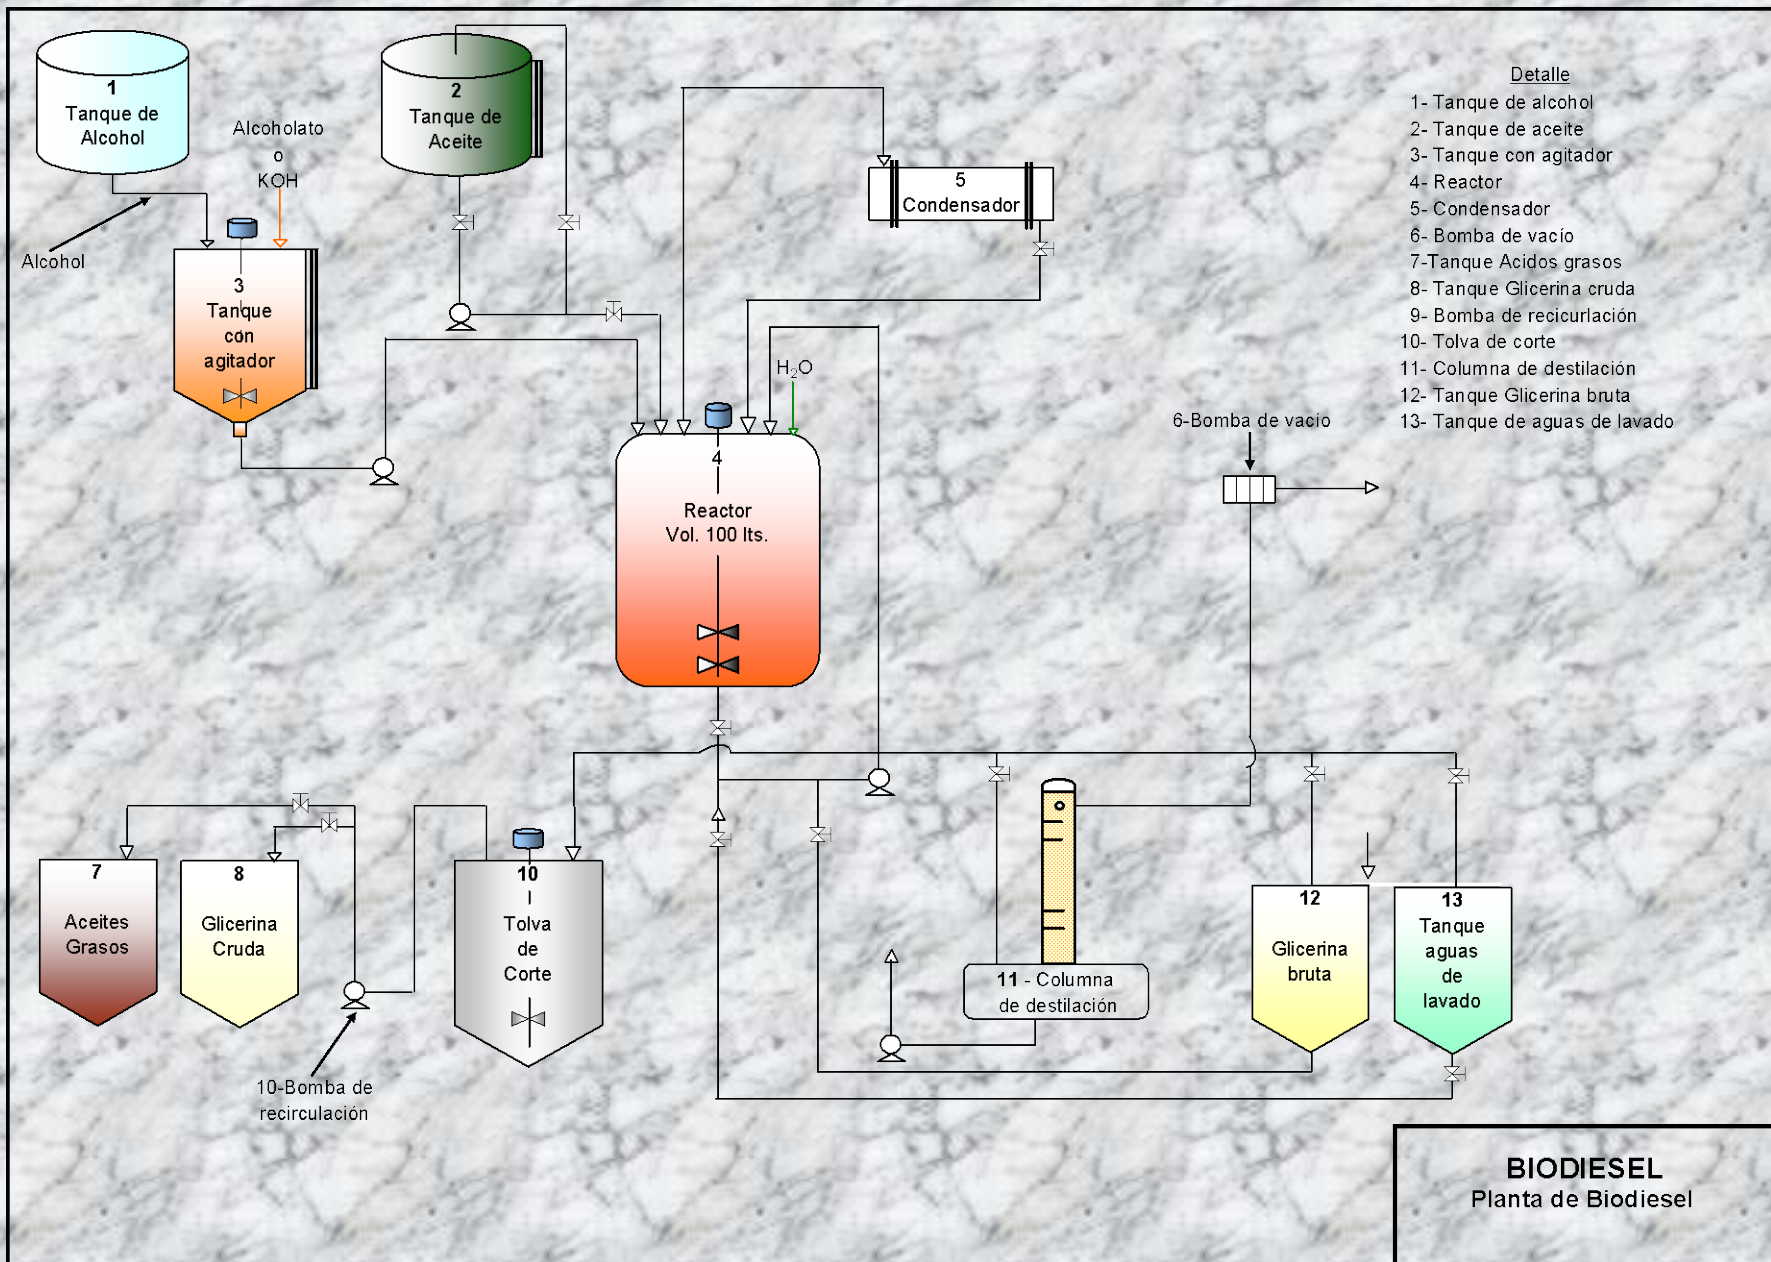 1
Tanque de
Alcohol
2
Tanque de
Aceite
Alcoholato
o
KOH
Alcohol
3
Tanque
con
agitador
5
Condensador
H₂O
4
Reactor
Vol. 100 lts.
6-Bomba de vacío
Detalle
1- Tanque de alcohol
2- Tanque de aceite
3- Tanque con agitador
4- Reactor
5- Condensador
6- Bomba de vacío
7-Tanque Acidos grasos
8- Tanque Glicerina cruda
9- Bomba de recicurlación
10- Tolva de corte
11- Columna de destilación
12- Tanque Glicerina bruta
13- Tanque de aguas de lavado
7
Aceites
Grasos
8
Glicerina
Cruda
10
Tolva
de
Corte
10-Bomba de
recirculación
11 - Columna
de destilación
12
Glicerina
bruta
13
Tanque
aguas
de
lavado
BIODIESEL
Planta de Biodiesel